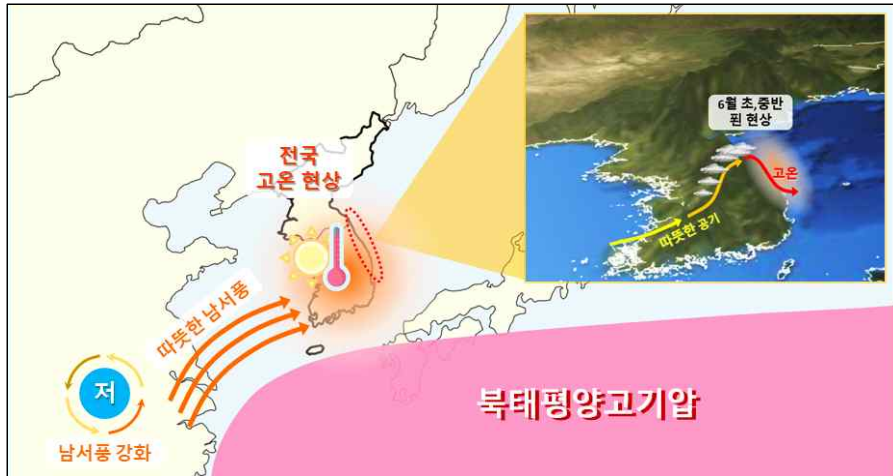 6월 초,중반
푄 현상
고온
따뜻한 공기
전국
고온 현상
따뜻한 남서풍
저
남서풍 강화
북태평양고기압